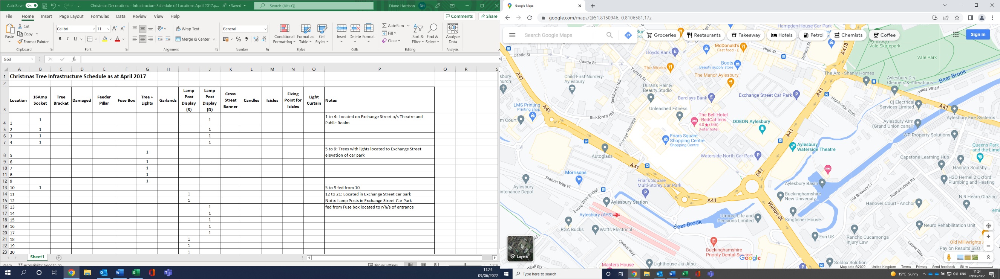 AutoSave On Christmas Decorations - Infrastructure Schedule of Locations April 2017.p... • Saved Search (Alt+Q) Diane Harrison DH
File Home Insert Page Layout Formulas Data Review View Help Comments Share
Paste Cut Copy Format Painter Calibri 11 Wrap Text Merge & Center General Conditional Formatting Format as Table Cell Styles Insert Delete Format AutoSum Fill Clear Sort & Filter Find & Select Analyze Data
Clipboard Font Alignment Number Styles Cells Editing Analysis
G63 fx
A B C D E F G H I J K L M N O P Q R S
1 Christmas Tree Infrastructure Schedule as at April 2017
2
3 Location 16Amp Socket Tree Bracket Damaged Feeder Pillar Fuse Box Tree + Lights Garlands Lamp Post Display (S) Lamp Post Display (D) Cross Street Banner Candles Icicles Fixing Point for Icicles Light Curtain Notes
4 1 1 1 1 to 4: Located on Exchange Street o/s Theatre and Public Realm
5 2 1 1
6 3 1 1
7 4 1 1
8 5 1 5 to 9: Trees with lights located to Exchange Street elevation of car park
9 6 1
10 7 1
11 8 1
12 9 1
13 10 1 5 to 9 fed from 10
14 11 1 12 to 21: Located in Exchange Street car park
15 12 1 Note: Lamp Posts in Exchange Street Car Park
16 13 1 fed from Fuse box located to r/h/s of entrance
17 14 1
18 15 1
19 16 1
20 17 1
21 18 1
22 19 1
23 20 1
Sheet1
Ready Accessibility: Good to go Display Settings 100%
11:24
09/06/2022
Google Maps
google.com/maps/@51.8150946,-0.8106581,17z
Search Google Maps
Groceries Restaurants Takeaway Hotels Petrol Chemists Coffee Sign in
Hampden House Car Park
Aylesbury
Vale Skatepark
Vale Park
Castle St
Castle St
Lloyds Bank
McDonald's
Fast food • £
High St
Railway St
A418
The Works
Boots
Beauty supply store
The Manor Aylesbury
Temple St
Child First Nursery-
Aylesbury
Duran's Hair &
Beauty Studio
Barclays Bank
Exchange Street Car Park
The Arc - Shanly Homes
Aylesbury Dry
Cleaners & Alterations
Bear Brook
Hilda Wharf
A41
A41
Rickford's Hill
Rickford's Hill
Unleashed Fitness
LMS Printing
Printing shop
A41
m Court
The Bell Hotel
- RedCat Inns
4.0 ★ (846)
3-star hotel
ODEON Aylesbury
Highbridge Walk
Cj Electrical
Services Limited
A41
Aylesbury Fire Systems
Aylesbury Arm
(Grand Union canal)
WP Property Solutions
Friarage Passage
Friars Square
Shopping Centre
Shopping Centre
A41
Aylesbury
Waterside Theatre
Queens Park
and the Lime
Autoglass
Waterside North Car Park
Capstone Learning Hub
Hannah Soulsby
A41
Morrisons
A41
Station Way W
Friar's Square
Multi-Storey Car Park
Aylesbury Basin
Buckinghamshire
New University...
Old Brewery Cl
Beaconsfield Rd
H2O Hemel 2 Oxford
Plumbing and Heating
Aylesbury
intenance Depot
Bourg Walk Bridge
Aylesbury Station
A41
Walton St
Hanover Court - Anchor
N R Hearn Glazing
Aylesbury (AYS)
Bear Brook
Utmost Life and
Pensions Limited
Kingfisher House
Neuro Rehabilitation Unit
RGA Bucks
Watts Electrical
Esri UK
Rancho Cucamonga
Injury Law
Coxhill Way
Buckinghamshire
Priority Dental Service
Laurel Way
Old Millwrights
Pay on Results SEO
Layers
Google
Masters House
Lighthouse Jiu Jitsu
Soldox Solution
Map data ©2022 United Kingdom Terms Privacy Send feedback 50 m
Type here to search
19°C Sunny ENG 11:24
09/06/2022